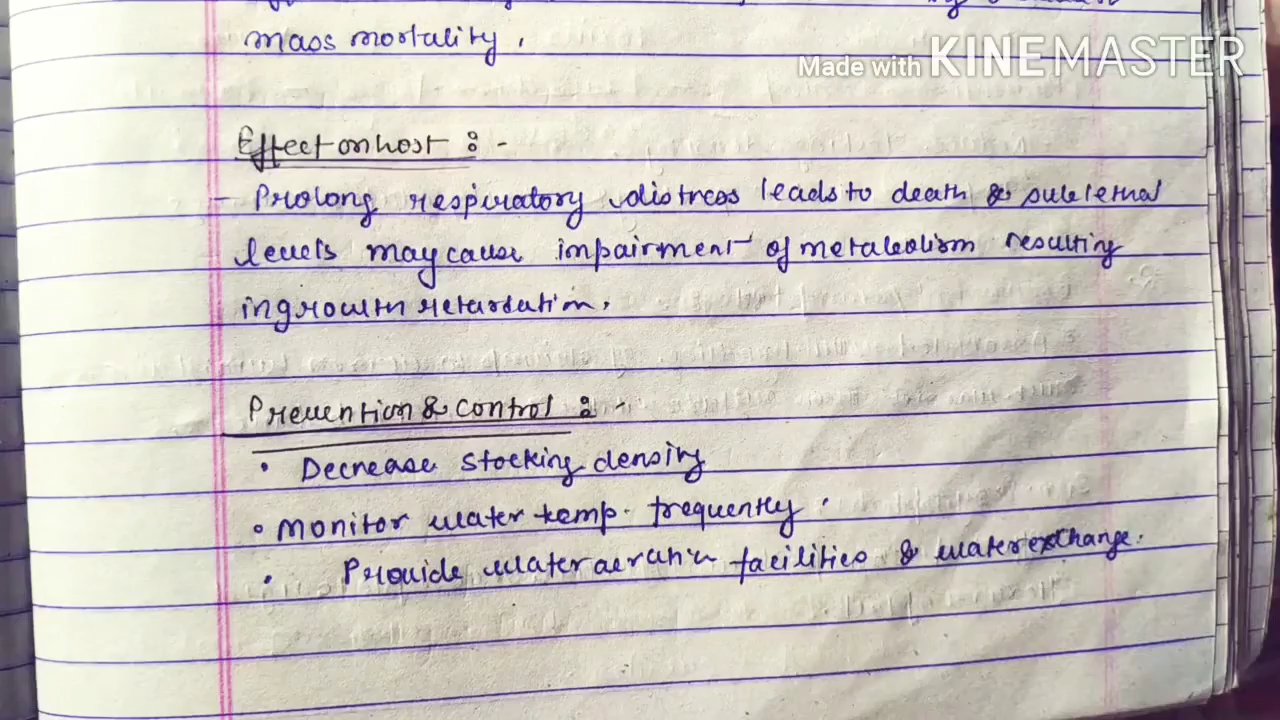 mass mortality.
Made with KINEMASTER
Effect on host :-
- Prolong respiratory distress leads to death & sublethal
levels may cause impairment of metabolism resulting
in growth retardation.
Prevention & control :-
• Decrease stocking density
• Monitor water temp. frequently.
• Provide water aeration facilities & water exchange.